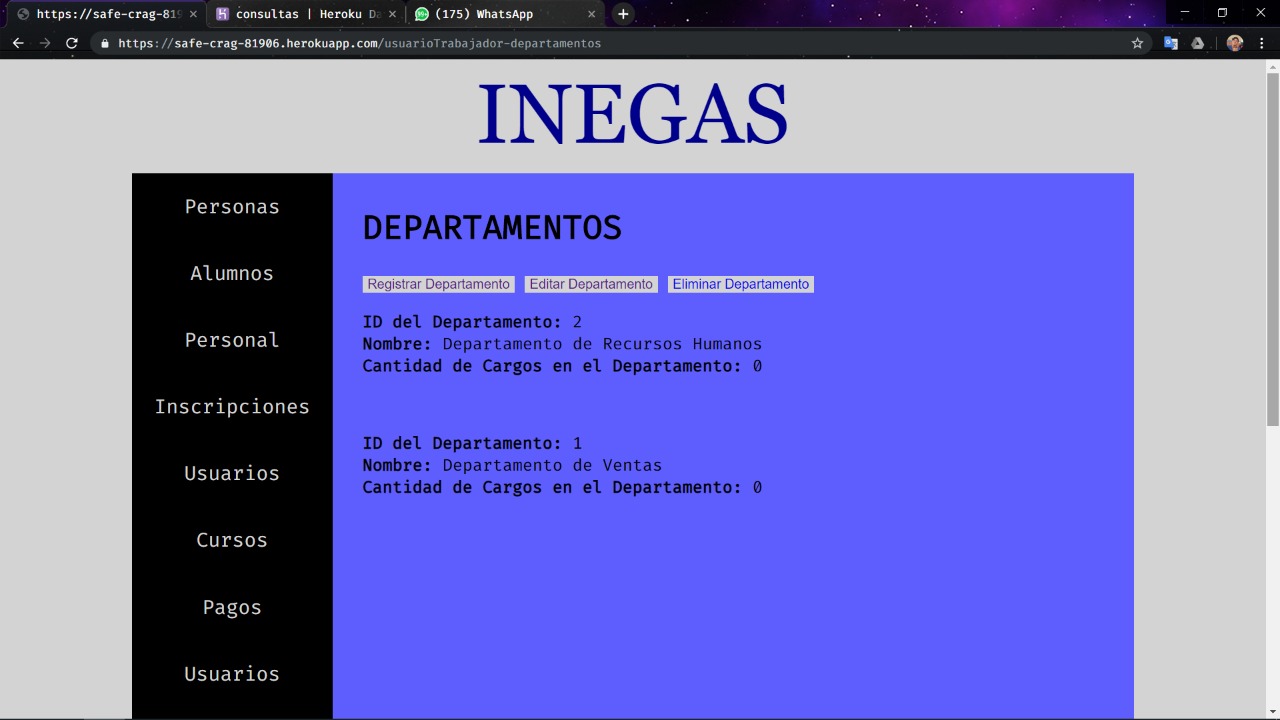 https://safe-crag-819
consultas | Heroku Da
(175) WhatsApp
https://safe-crag-81906.herokuapp.com/usuarioTrabajador-departamentos
INEGAS
Personas
Alumnos
Personal
Inscripciones
Usuarios
Cursos
Pagos
Usuarios
DEPARTAMENTOS
Registrar Departamento Editar Departamento Eliminar Departamento
ID del Departamento: 2
Nombre: Departamento de Recursos Humanos
Cantidad de Cargos en el Departamento: 0
ID del Departamento: 1
Nombre: Departamento de Ventas
Cantidad de Cargos en el Departamento: 0